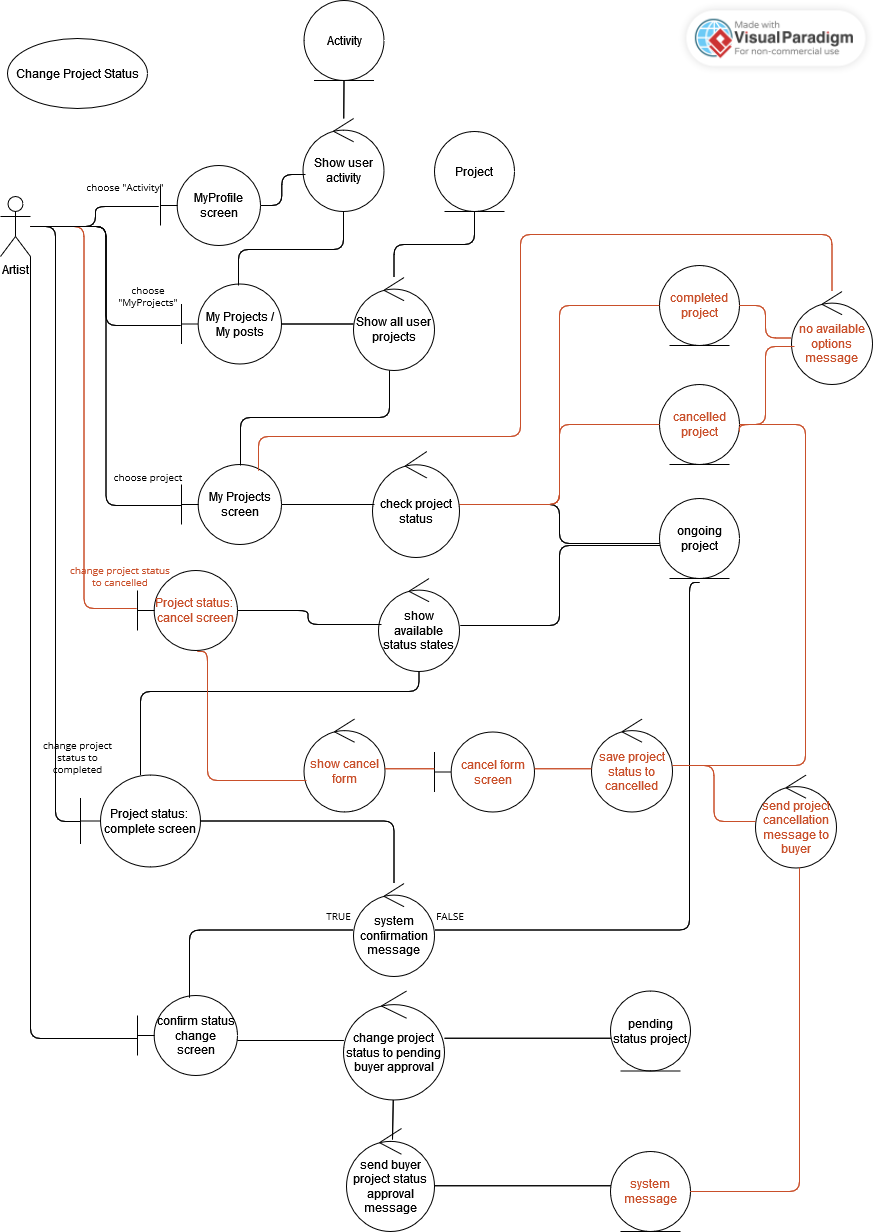 Made with
VisualParadigm
For non-commercial use
Activity
Change Project Status
Show user
activity
Project
choose "Activity"
MyProfile
screen
Artist
choose
"MyProjects"
My Projects /
My posts
Show all user
projects
completed
project
no available
options
message
cancelled
project
choose project
My Projects
screen
check project
status
ongoing
project
change project status
to cancelled
Project status:
cancel screen
show
available
status states
change project
status to
completed
show cancel
form
cancel form
screen
save project
status to
cancelled
send project
cancellation
message to
buyer
Project status:
complete screen
TRUE
FALSE
system
confirmation
message
confirm status
change
screen
change project
status to pending
buyer approval
pending
status project
send buyer
project status
approval
message
system
message